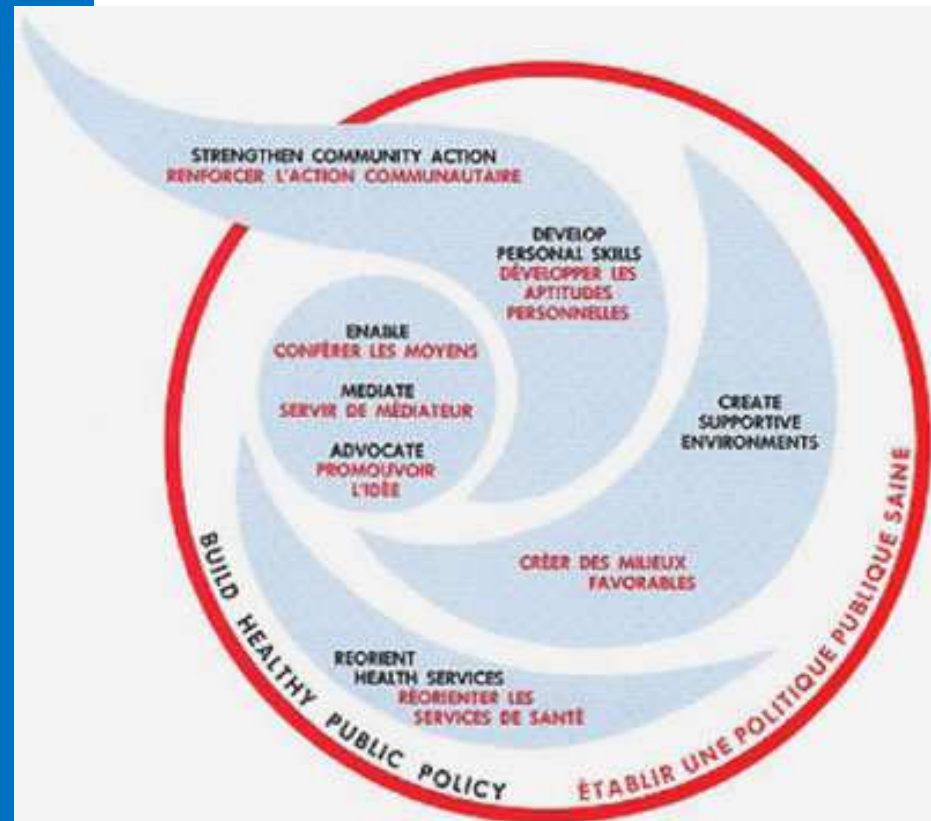 STRENGTHEN COMMUNITY ACTION
RENFORCER L'ACTION COMMUNAUTAIRE
DEVELOP
PERSONAL SKILLS
DÉVELOPPER LES
APTITUDES
PERSONNELLES
ENABLE
CONFÉRER LES MOYENS
MEDIATE
SERVIR DE MÉDIATEUR
ADVOCATE
PROMOUVOIR
L'IDÉE
CREATE
SUPPORTIVE
ENVIRONMENTS
CRÉER DES MILIEUX
FAVORABLES
REORIENT
HEALTH SERVICES
RÉORIENTER LES
SERVICES DE SANTÉ
BUILD HEALTHY PUBLIC POLICY
ÉTABLIR UNE POLITIQUE PUBLIQUE SAINE